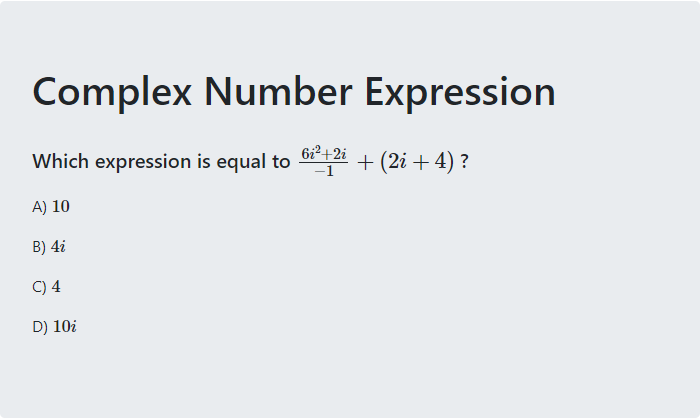 Complex Number Expression
Which expression is equal to $\frac{6i^2+2i}{-1} + (2i + 4)$ ?
A) 10
B) 4i
C) 4
D) 10i